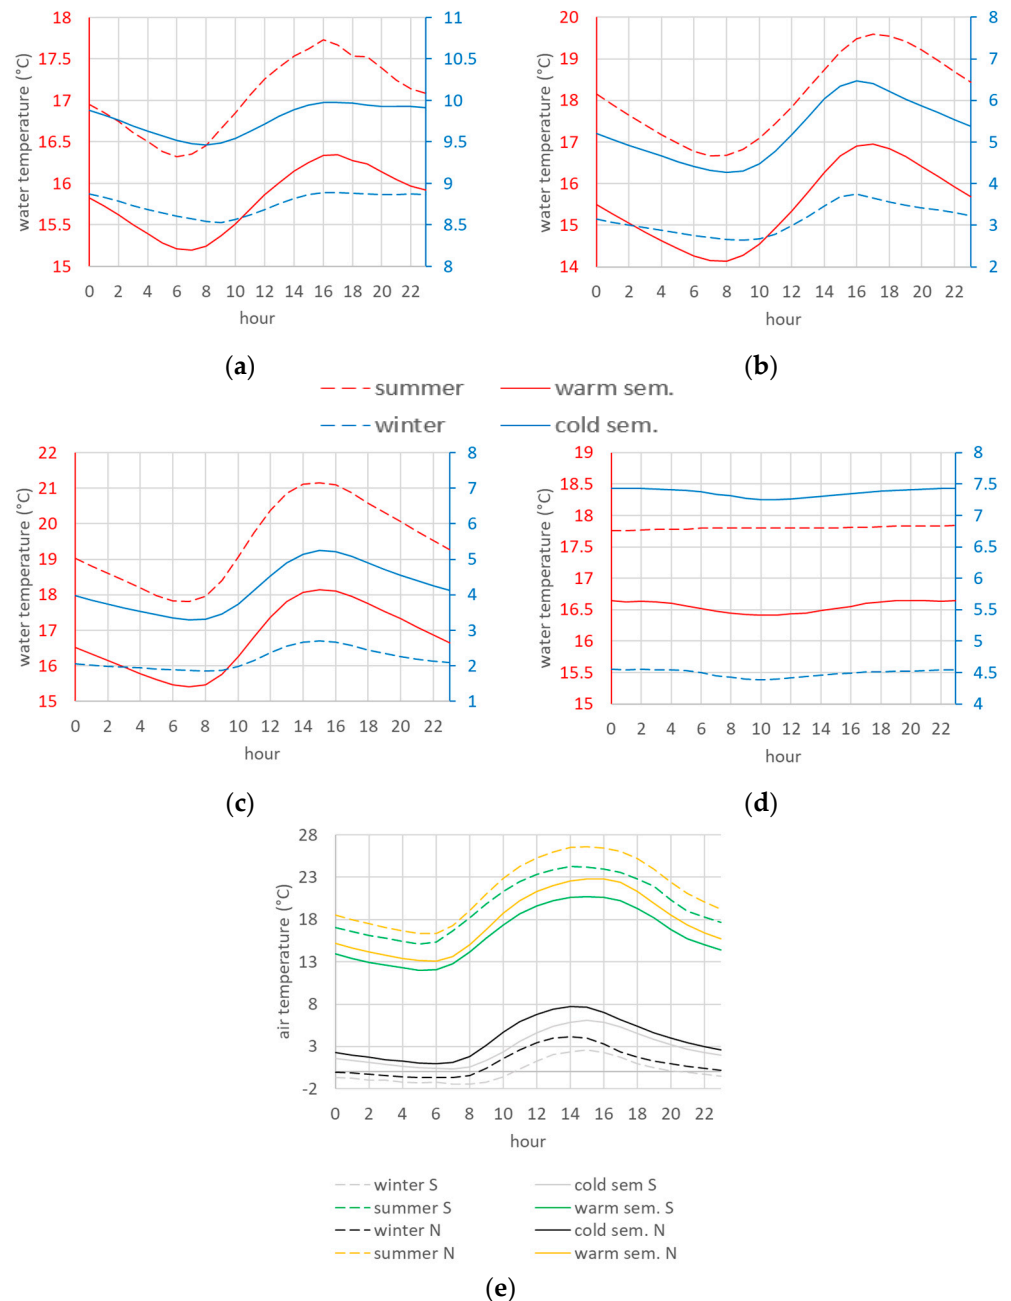 18
17.5
17
16.5
16
15.5
15
water temperature (°C)
11
10.5
10
9.5
9
8.5
8
0 2 4 6 8 10 12 14 16 18 20 22
hour
(a)
20
19
18
17
16
15
14
water temperature (°C)
8
7
6
5
4
3
2
0 2 4 6 8 10 12 14 16 18 20 22
hour
(b)
summer warm sem.
winter cold sem.
22
21
20
19
18
17
16
15
water temperature (°C)
8
7
6
5
4
3
2
1
0 2 4 6 8 10 12 14 16 18 20 22
hour
(c)
19
18.5
18
17.5
17
16.5
16
15.5
15
water temperature (°C)
8
7.5
7
6.5
6
5.5
5
4.5
4
0 2 4 6 8 10 12 14 16 18 20 22
hour
(d)
28
23
18
13
8
3
-2
air temperature (°C)
0 2 4 6 8 10 12 14 16 18 20 22
hour
winter S cold sem S
summer S warm sem. S
winter N cold sem. N
summer N warm sem. N
(e)